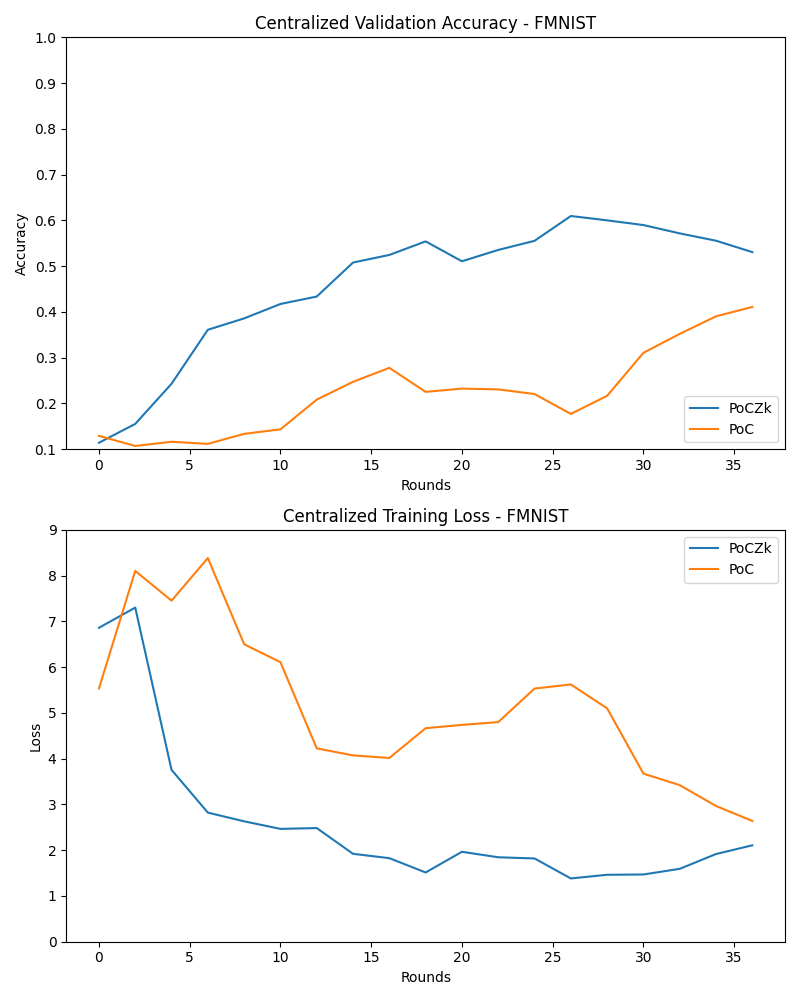 Centralized Validation Accuracy - FMNIST
1.0
0.9
0.8
0.7
0.6
0.5
0.4
0.3
0.2
0.1
Accuracy
PoCZk
PoC
0 5 10 15 20 25 30 35
Rounds
Centralized Training Loss - FMNIST
9
8
7
6
5
4
3
2
1
0
Loss
PoCZk
PoC
0 5 10 15 20 25 30 35
Rounds